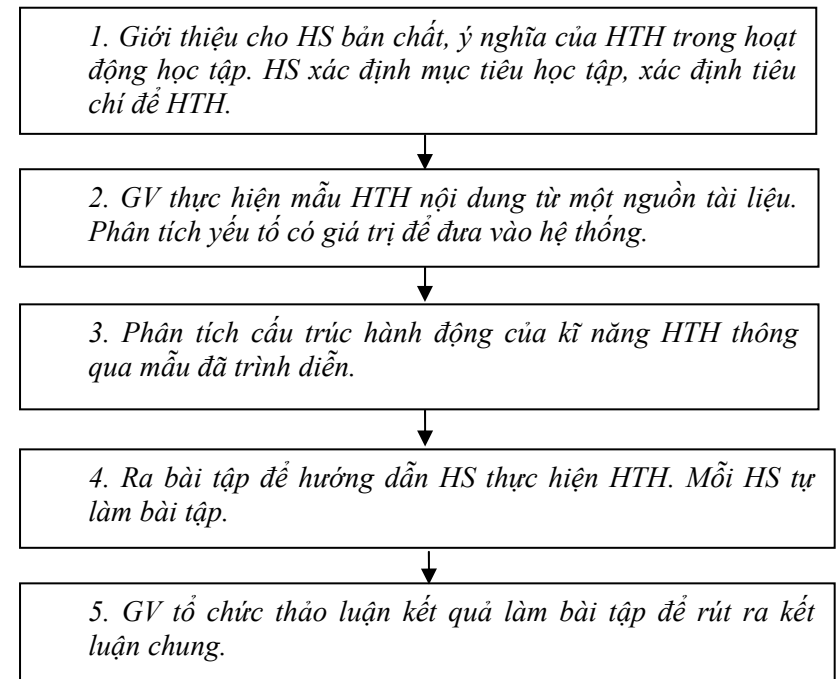 1. Giới thiệu cho HS bản chất, ý nghĩa của HTH trong hoạt
động học tập. HS xác định mục tiêu học tập, xác định tiêu
chí để HTH.
2. GV thực hiện mẫu HTH nội dung từ một nguồn tài liệu.
Phân tích yếu tố có giá trị để đưa vào hệ thống.
3. Phân tích cấu trúc hành động của kĩ năng HTH thông
qua mẫu đã trình diễn.
4. Ra bài tập để hướng dẫn HS thực hiện HTH. Mỗi HS tự
làm bài tập.
5. GV tổ chức thảo luận kết quả làm bài tập để rút ra kết
luận chung.